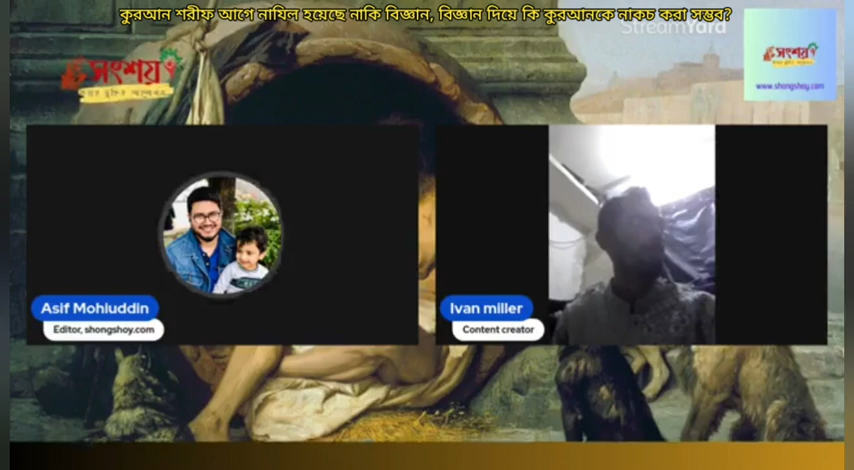 কুরআন শরীফ আগে নাযিল হয়েছে নাকি বিজ্ঞান, বিজ্ঞান দিয়ে কি কুরআনকে নাকচ করা সম্ভব?
StreamYard
সংশয়
সংশয়
www.shongshoy.com
Asif Mohiuddin
Editor, shongshoy.com
Ivan miller
Content creator